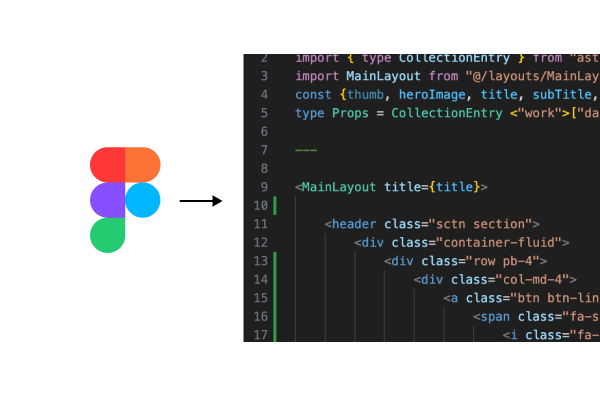 2 import { type CollectionEntry } from "ast
3 import MainLayout from "@/layouts/MainLay
4 const {thumb, heroImage, title, subTitle,
5 type Props = CollectionEntry <"work">["da
6
7 ---
8
9 <MainLayout title={title}>
10
11 <header class="sctn section">
12 <div class="container-fluid">
13 <div class="row pb-4">
14 <div class="col-md-4">
15 <a class="btn btn-lin
16 <span class="fa-s
17 <i class="fa-